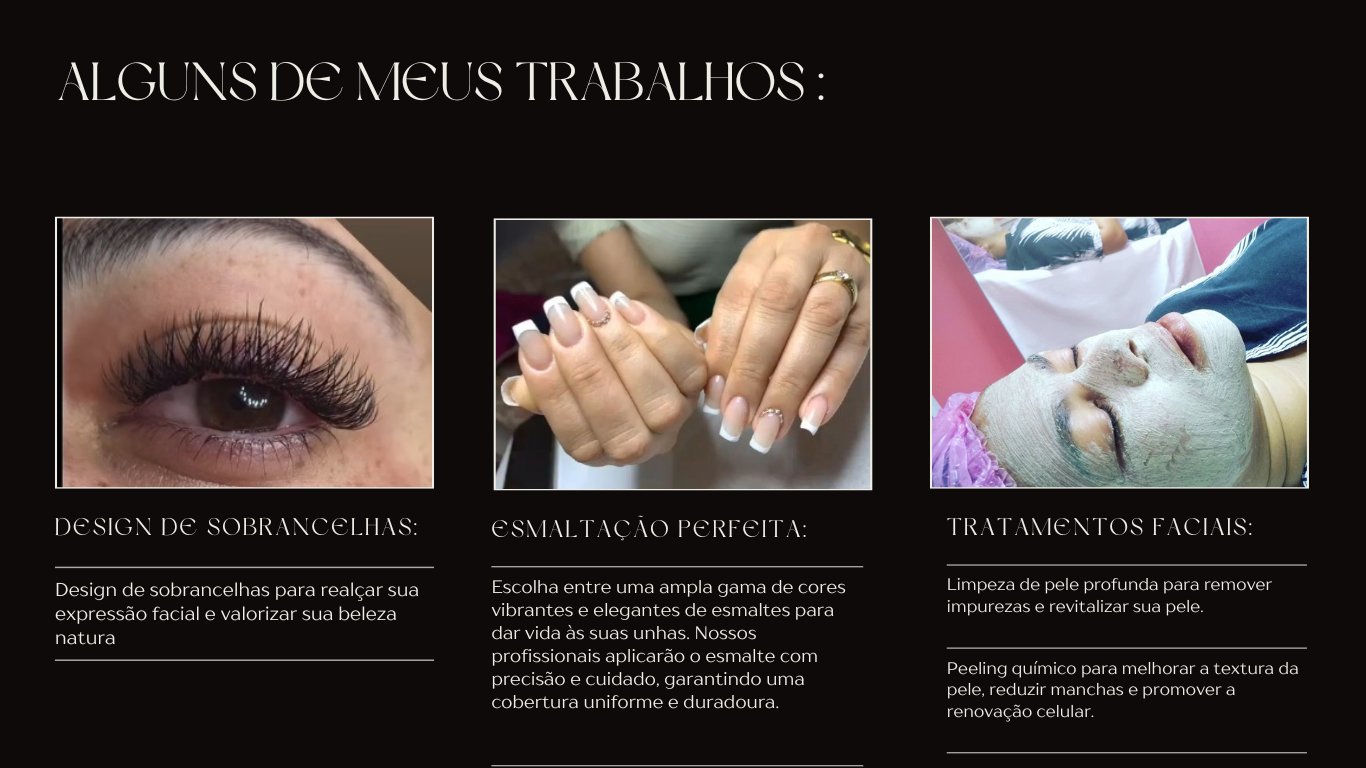 ALGUNS DE MEUS TRABALHOS :
DESIGN DE SOBRANCELHAS:
Design de sobrancelhas para realçar sua
expressão facial e valorizar sua beleza
natura
ESMALTAÇÃO PERFEITA:
Escolha entre uma ampla gama de cores
vibrantes e elegantes de esmaltes para
dar vida às suas unhas. Nossos
profissionais aplicarão o esmalte com
precisão e cuidado, garantindo uma
cobertura uniforme e duradoura.
TRATAMENTOS FACIAIS:
Limpeza de pele profunda para remover
impurezas e revitalizar sua pele.
Peeling químico para melhorar a textura da
pele, reduzir manchas e promover a
renovação celular.